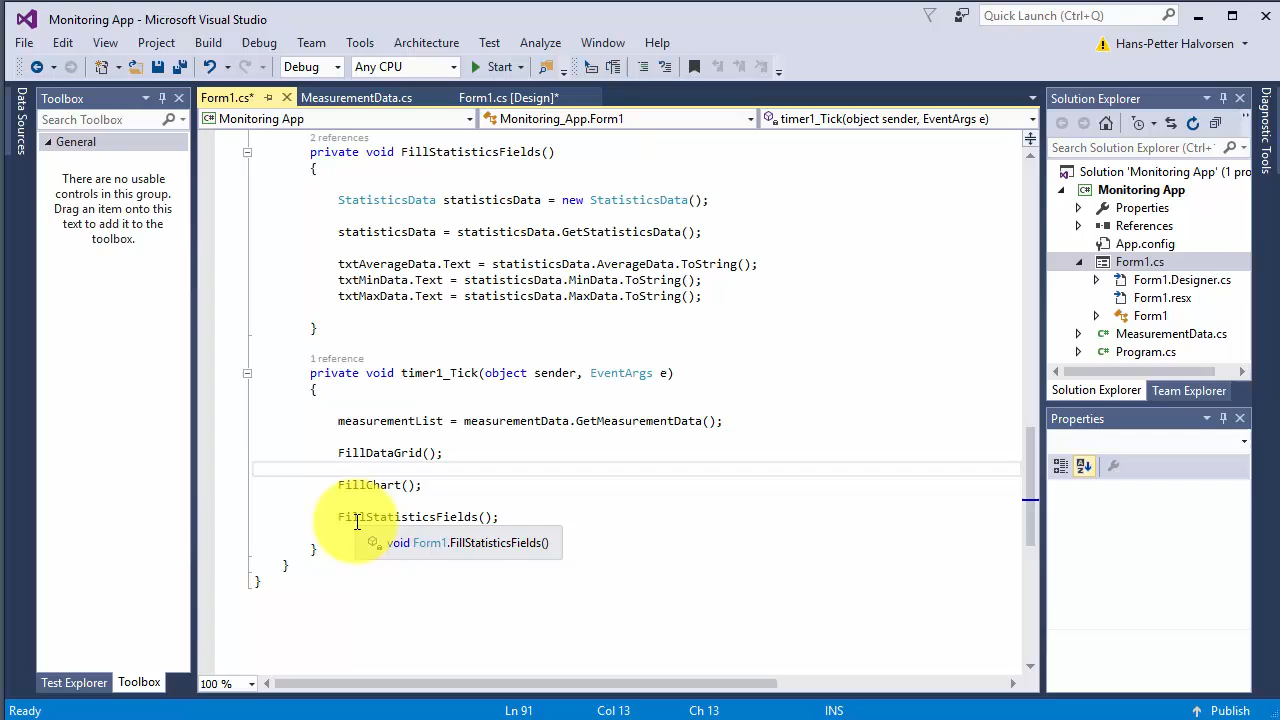 Monitoring App - Microsoft Visual Studio
Quick Launch (Ctrl+Q)
File Edit View Project Build Debug Team Tools Architecture Test Analyze Window Help
Hans-Petter Halvorsen
Debug Any CPU Start
Data Sources
Toolbox
Search Toolbox
General
There are no usable
controls in this group.
Drag an item onto this
text to add it to the
toolbox.
Test Explorer Toolbox
Form1.cs* MeasurementData.cs Form1.cs [Design]*
Monitoring App Monitoring_App.Form1 timer1_Tick(object sender, EventArgs e)
2 references
private void FillStatisticsFields()
{
StatisticsData statisticsData = new StatisticsData();
statisticsData = statisticsData.GetStatisticsData();
txtAverageData.Text = statisticsData.AverageData.ToString();
txtMinData.Text = statisticsData.MinData.ToString();
txtMaxData.Text = statisticsData.MaxData.ToString();
}
1 reference
private void timer1_Tick(object sender, EventArgs e)
{
measurementList = measurementData.GetMeasurementData();
FillDataGrid();
FillChart();
FillStatisticsFields();
void Form1.FillStatisticsFields()
}
}
}
100 %
Solution Explorer
Search Solution Explorer (Ctrl+'
Solution 'Monitoring App' (1 pro
C# Monitoring App
Properties
References
App.config
Form1.cs
Form1.Designer.cs
Form1.resx
Form1
C# MeasurementData.cs
C# Program.cs
Solution Explorer Team Explorer
Properties
Diagnostic Tools
Ready Ln 91 Col 13 Ch 13 INS Publish